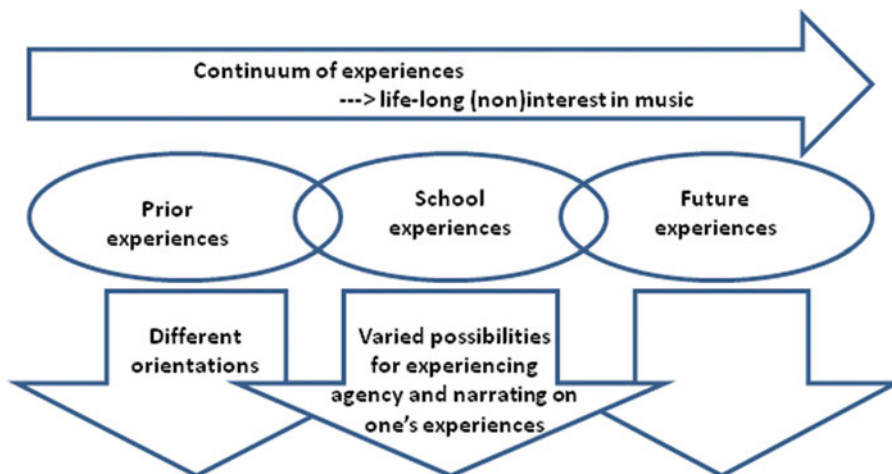 Continuum of experiences
---> life-long (non)interest in music
Prior
experiences
School
experiences
Future
experiences
Different
orientations
Varied possibilities
for experiencing
agency and narrating on
one's experiences